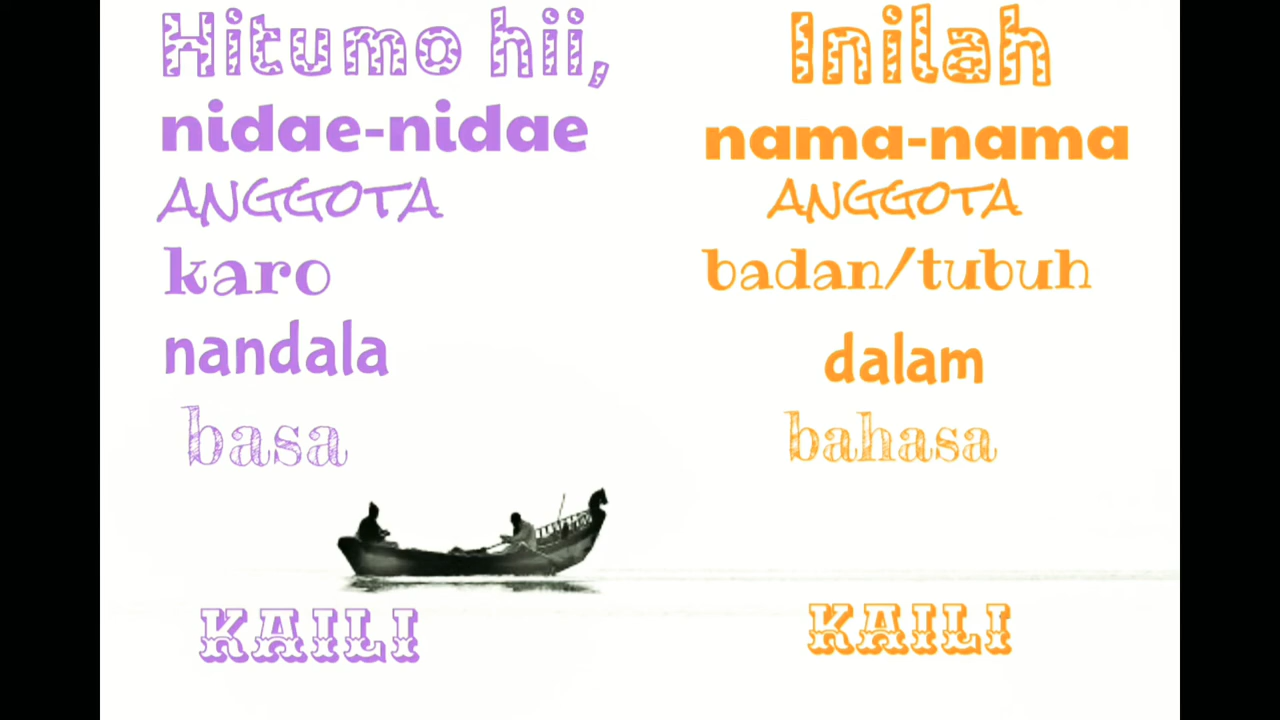 Hitumo hii,
nidae-nidae
ANGGOTA
karo
nandala
basa
KAILI
Inilah
nama-nama
ANGGOTA
badan/tubuh
dalam
bahasa
KAILI